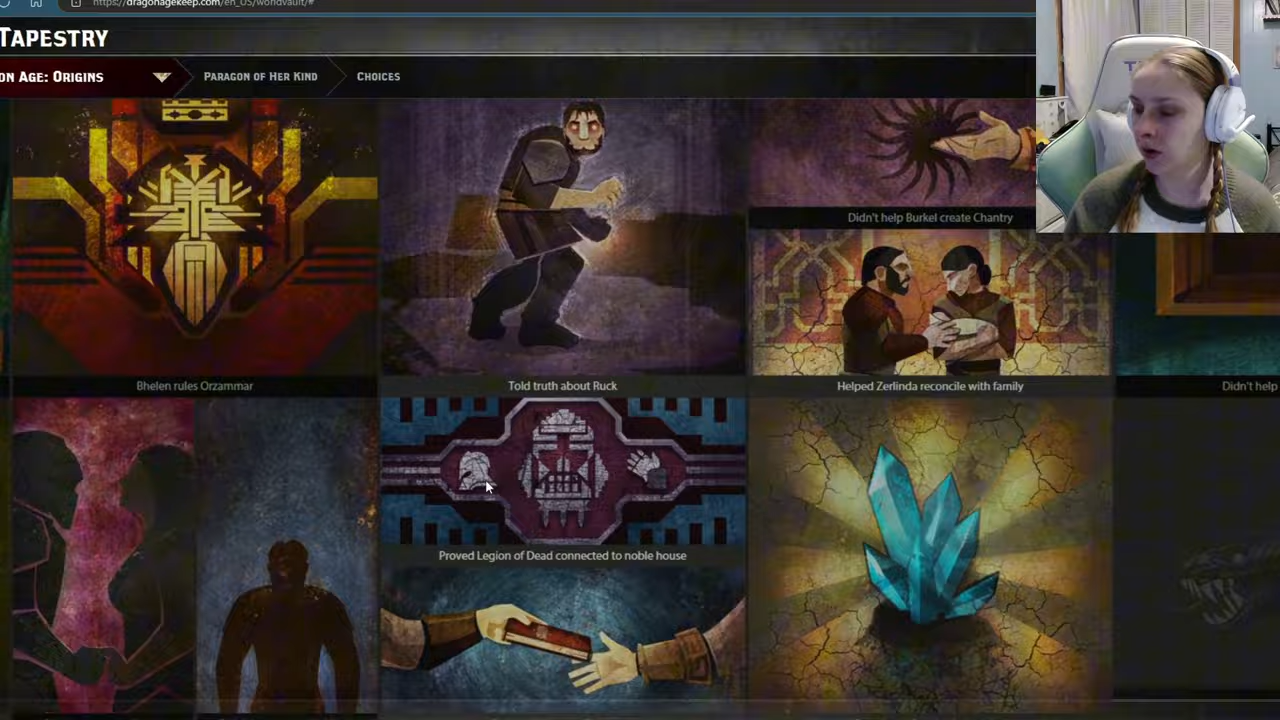 https://dragonagekeep.com/en_US/worldvault/#
TAPESTRY
ON AGE: ORIGINS
PARAGON OF HER KIND
CHOICES
Didn't help Burkel create Chantry
Bhelen rules Orzammar
Told truth about Ruck
Helped Zerlinda reconcile with family
Didn't help
Proved Legion of Dead connected to noble house